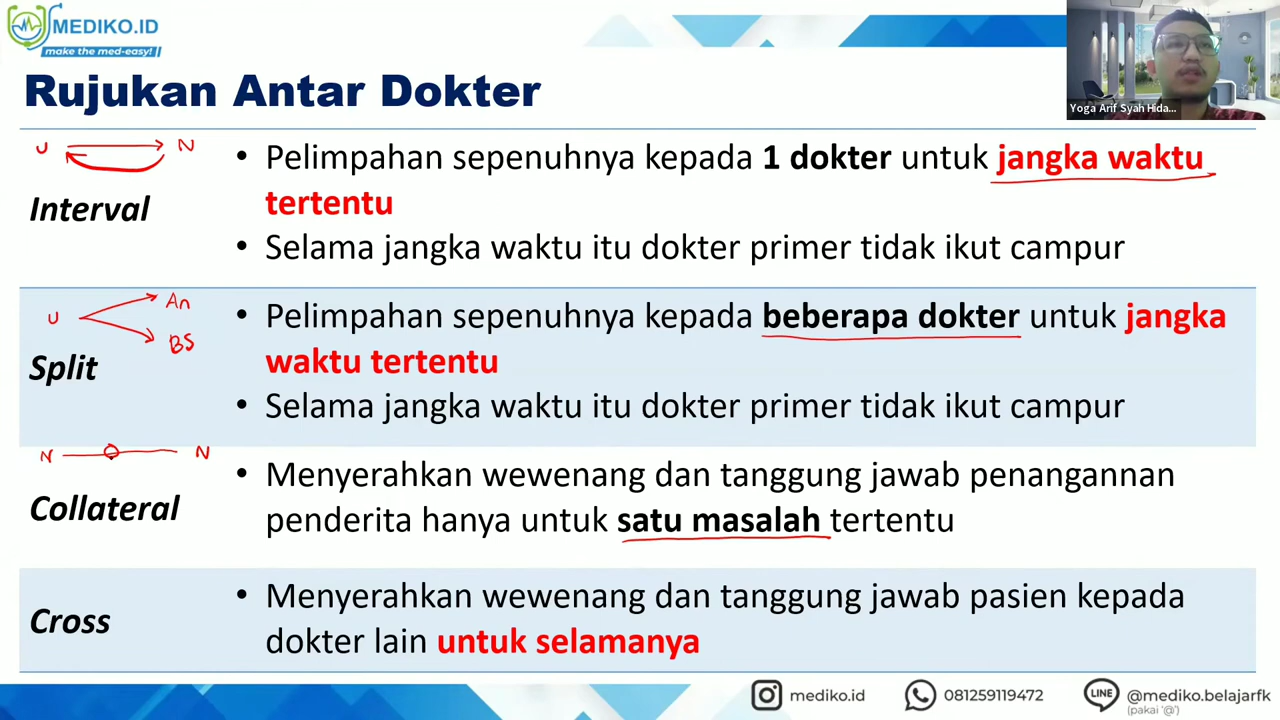 MEDIKO.ID
make the med-easy!
Yoga Arif Syah Hida...
Rujukan Antar Dokter
U N
Interval
• Pelimpahan sepenuhnya kepada 1 dokter untuk jangka waktu
tertentu
• Selama jangka waktu itu dokter primer tidak ikut campur
U An
BS
Split
• Pelimpahan sepenuhnya kepada beberapa dokter untuk jangka
waktu tertentu
• Selama jangka waktu itu dokter primer tidak ikut campur
N N
Collateral
• Menyerahkan wewenang dan tanggung jawab penangannan
penderita hanya untuk satu masalah tertentu
Cross
• Menyerahkan wewenang dan tanggung jawab pasien kepada
dokter lain untuk selamanya
mediko.id
081259119472
LINE
@mediko.belajarfk
(pakai '@')